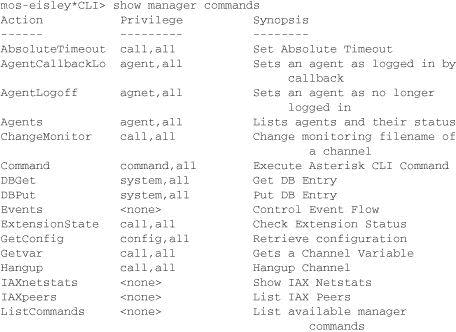 mos-eisley*CLI> show manager commands
Action Privilege Synopsis
------ --------- --------
AbsoluteTimeout call,all Set Absolute Timeout
AgentCallbackLo agent,all Sets an agent as logged in by
callback
AgentLogoff agnet,all Sets an agent as no longer
logged in
Agents agent,all Lists agents and their status
ChangeMonitor call,all Change monitoring filename of
a channel
Command command,all Execute Asterisk CLI Command
DBGet system,all Get DB Entry
DBPut system,all Put DB Entry
Events <none> Control Event Flow
ExtensionState call,all Check Extension Status
GetConfig config,all Retrieve configuration
Getvar call,all Gets a Channel Variable
Hangup call,all Hangup Channel
IAXnetstats <none> Show IAX Netstats
IAXpeers <none> List IAX Peers
ListCommands <none> List available manager
commands